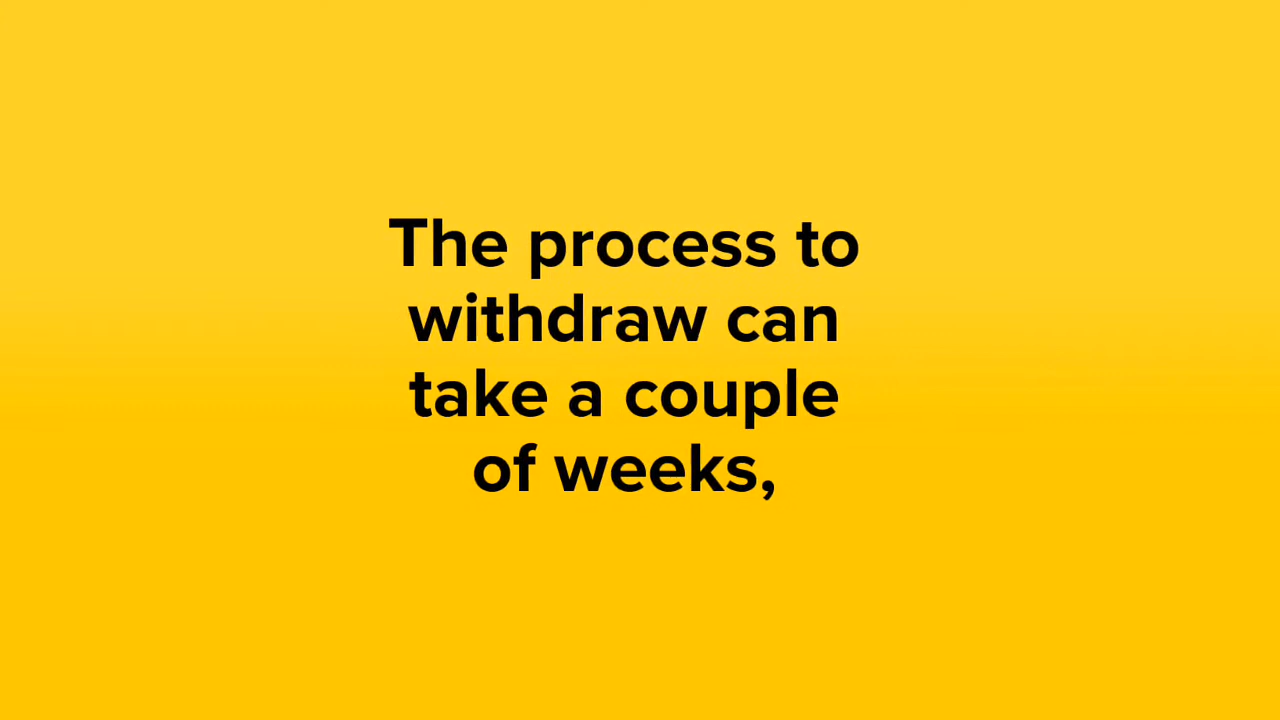 The process to
withdraw can
take a couple
of weeks,